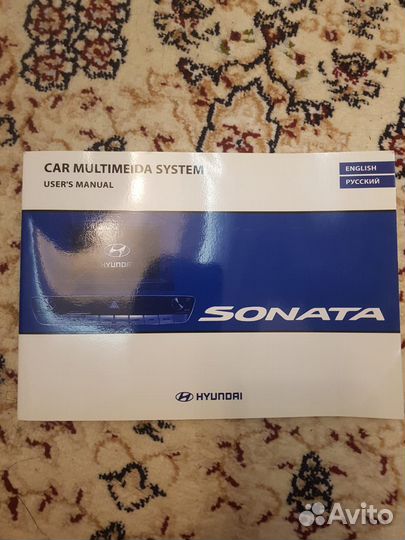 CAR MULTIMEIDA SYSTEM
USER'S MANUAL
ENGLISH
РУССКИЙ
HYUNDAI
SONATA
HYUNDAI
Avito